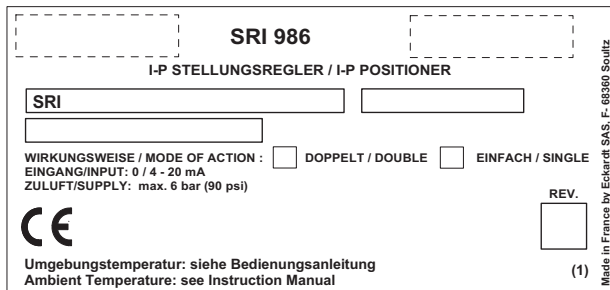 SRI 986
I-P STELLUNGSREGLER / I-P POSITIONER
SRI
WIRKUNGSWEISE / MODE OF ACTION : DOPPELT / DOUBLE EINFACH / SINGLE
EINGANG/INPUT: 0 / 4 - 20 mA
ZULUFT/SUPPLY: max. 6 bar (90 psi)
REV.
CE
Umgebungstemperatur: siehe Bedienungsanleitung
Ambient Temperature: see Instruction Manual
(1)
Made in France by Eckardt SAS, F- 68360 Soultz